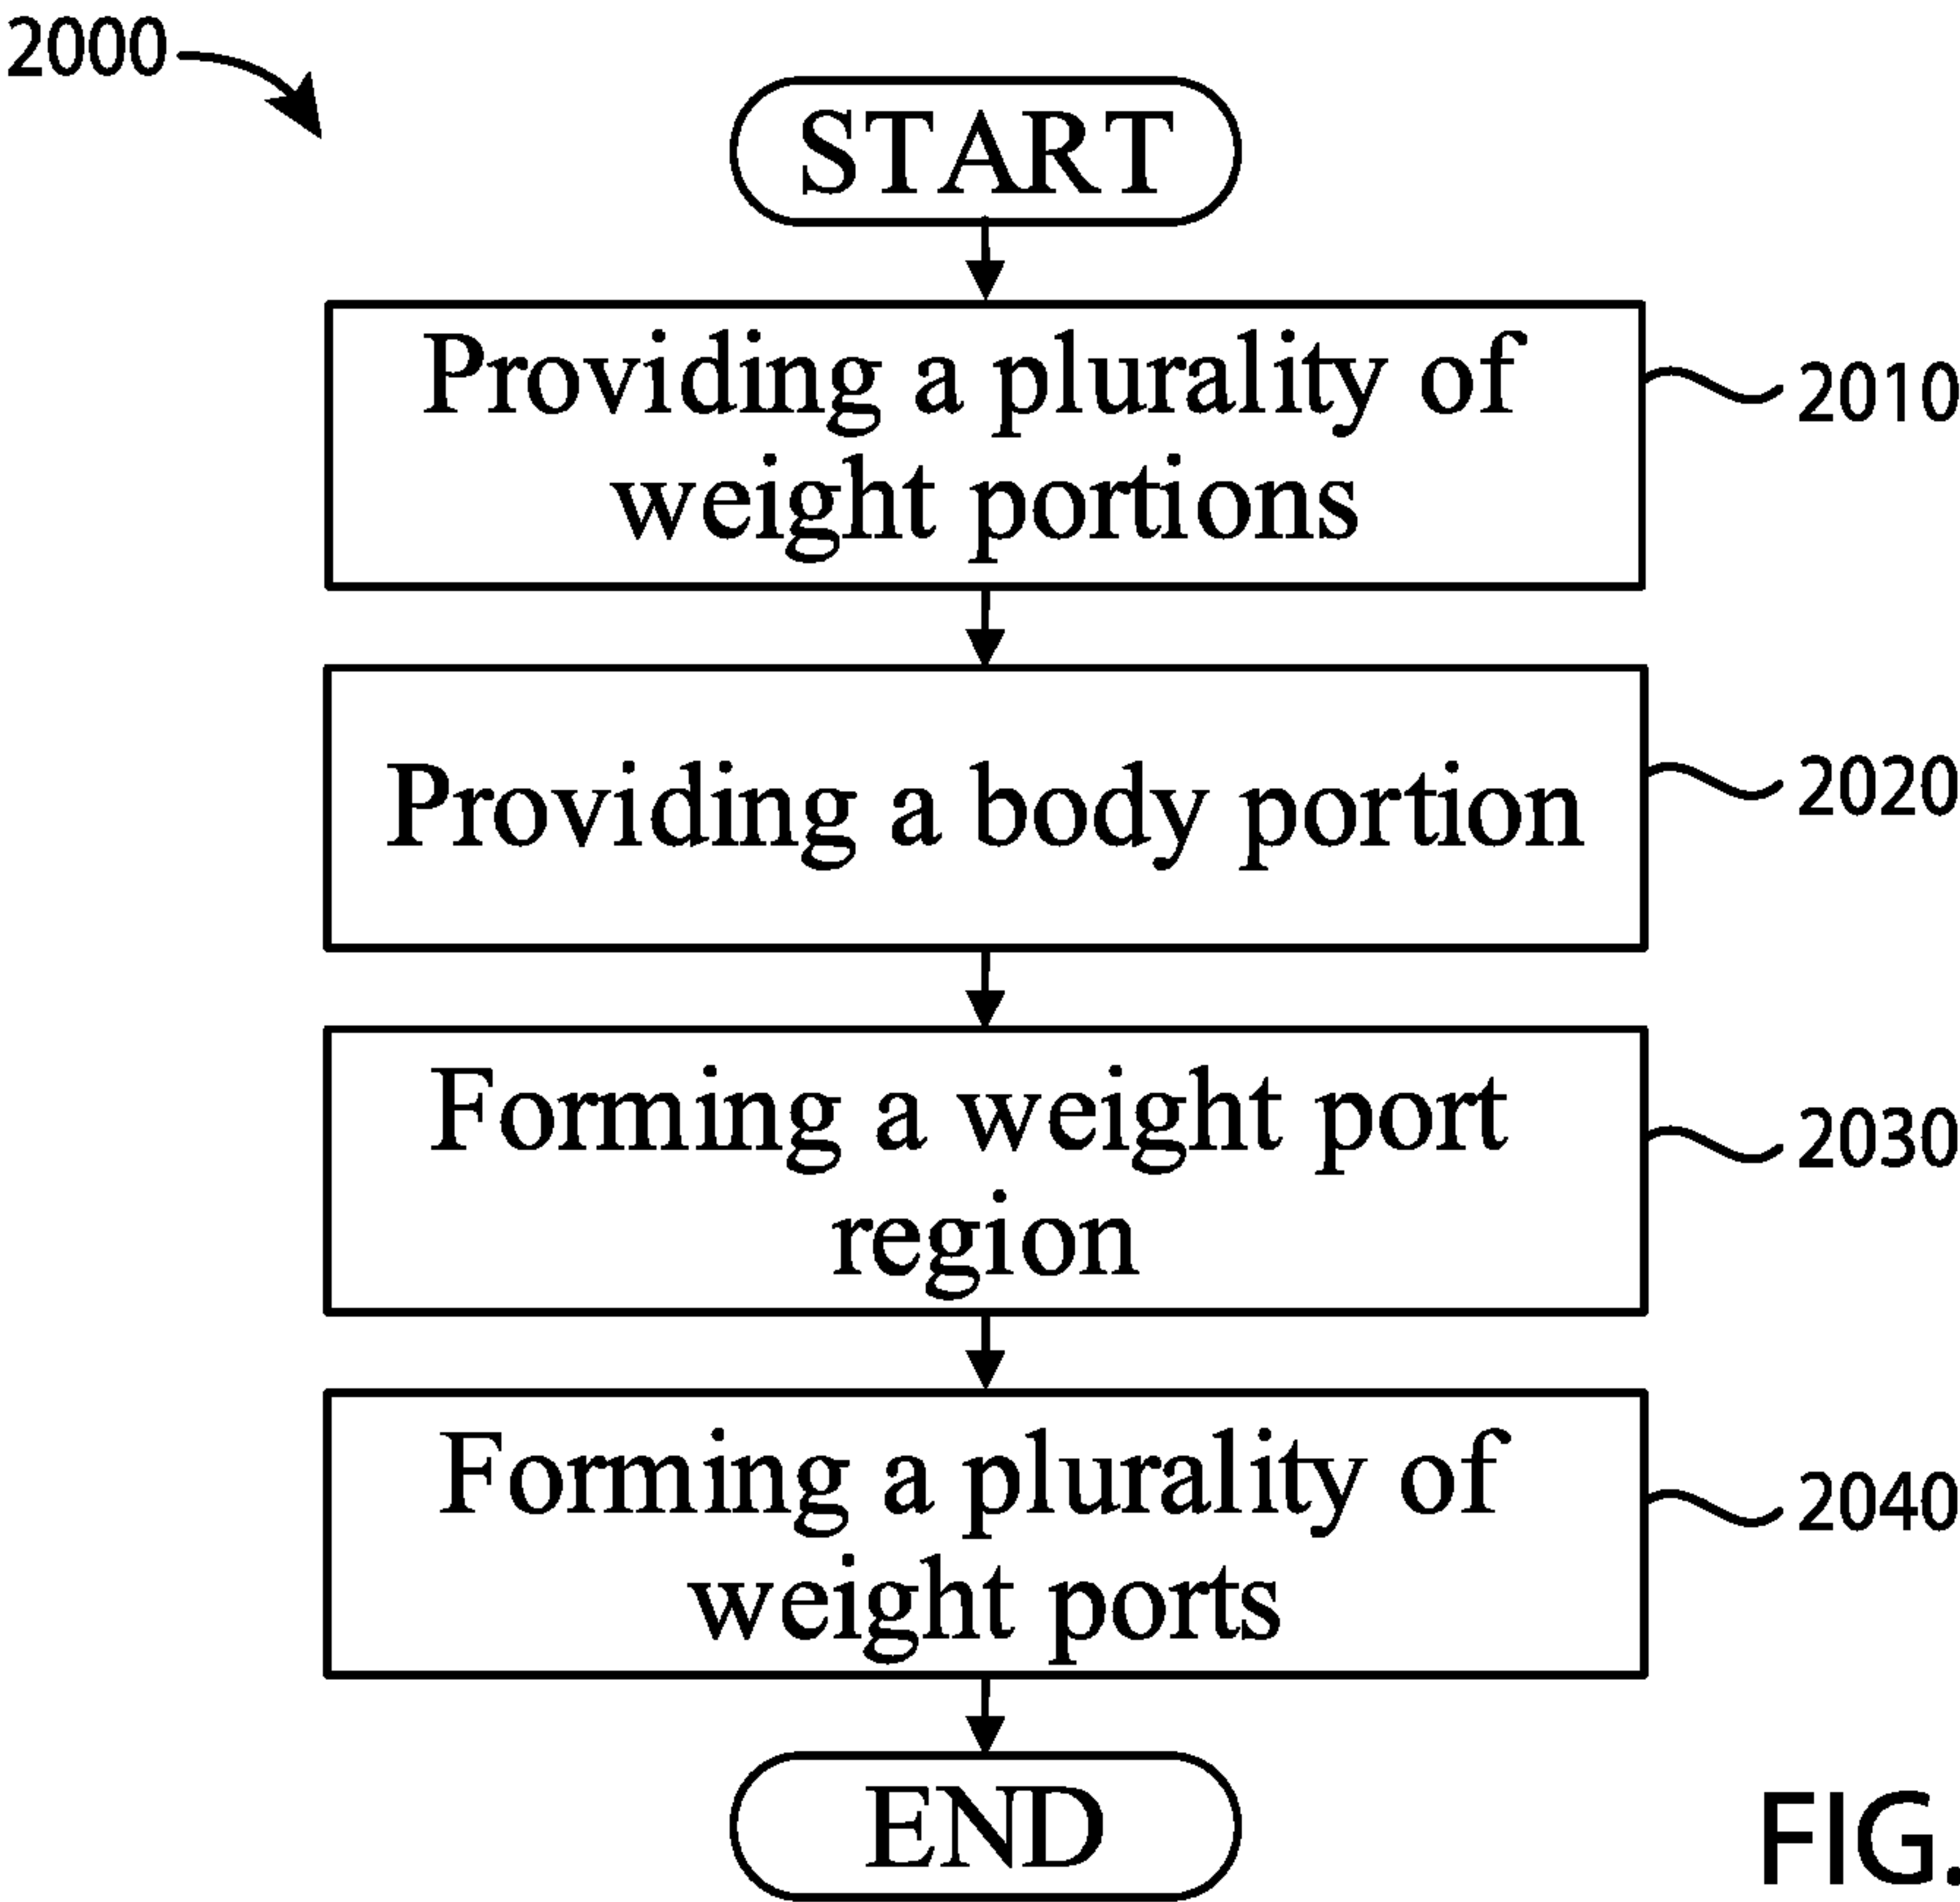 2000
START
Providing a plurality of
weight portions
2010
Providing a body portion
2020
Forming a weight port
region
2030
Forming a plurality of
weight ports
2040
END
FIG.